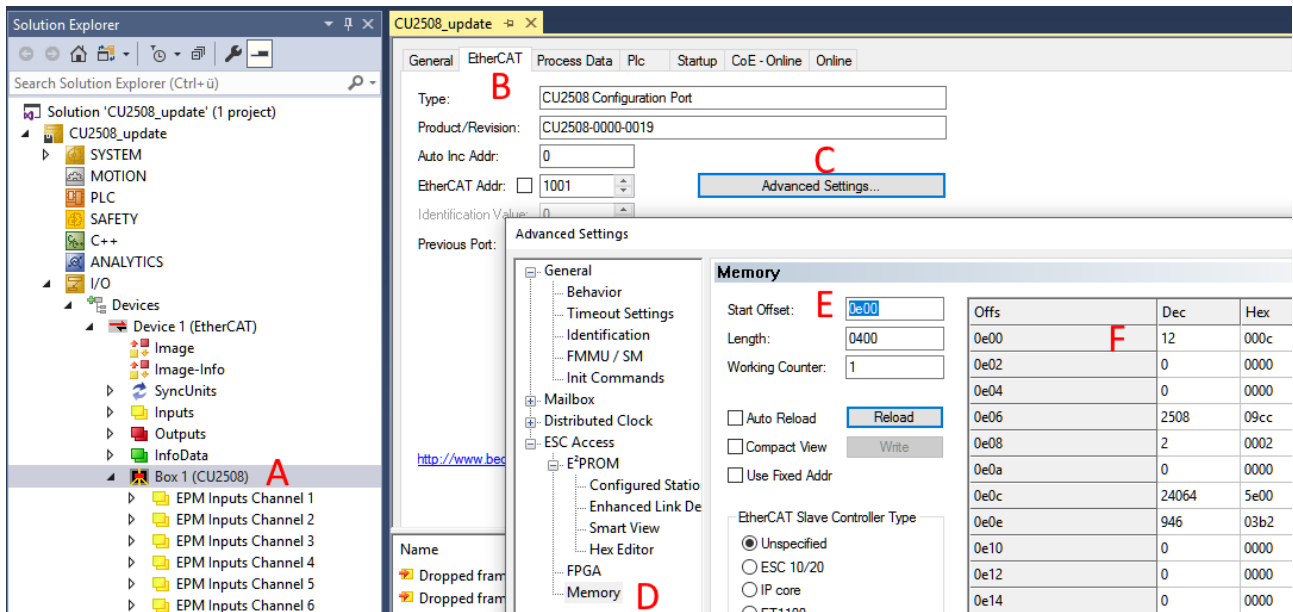 Solution Explorer
Search Solution Explorer (Ctrl+ü)
Solution 'CU2508_update' (1 project)
CU2508_update
SYSTEM
MOTION
PLC
SAFETY
C++
ANALYTICS
I/O
Devices
Device 1 (EtherCAT)
Image
Image-Info
SyncUnits
Inputs
Outputs
InfoData
Box 1 (CU2508) A
EPM Inputs Channel 1
EPM Inputs Channel 2
EPM Inputs Channel 3
EPM Inputs Channel 4
EPM Inputs Channel 5
EPM Inputs Channel 6
CU2508_update
General EtherCAT Process Data Plc Startup CoE - Online Online
B
Type: CU2508 Configuration Port
Product/Revision: CU2508-0000-0019
Auto Inc Addr: 0
C
EtherCAT Addr: 1001 Advanced Settings...
Identification Value: 0
Previous Port:
http://www.bec
Name
Dropped fram
Dropped fram
Advanced Settings
General
Behavior
Timeout Settings
Identification
FMMU / SM
Init Commands
Mailbox
Distributed Clock
ESC Access
E²PROM
Configured Statio
Enhanced Link De
Smart View
Hex Editor
FPGA
Memory D
Memory
Start Offset: E 0e00
Length: 0400
Working Counter: 1
Auto Reload Reload
Compact View Write
Use Fixed Addr
EtherCAT Slave Controller Type
Unspecified
ESC 10/20
IP core
ET1100
Offs Dec Hex
0e00 F 12 000c
0e02 0 0000
0e04 0 0000
0e06 2508 09cc
0e08 2 0002
0e0a 0 0000
0e0c 24064 5e00
0e0e 946 03b2
0e10 0 0000
0e12 0 0000
0e14 0 0000